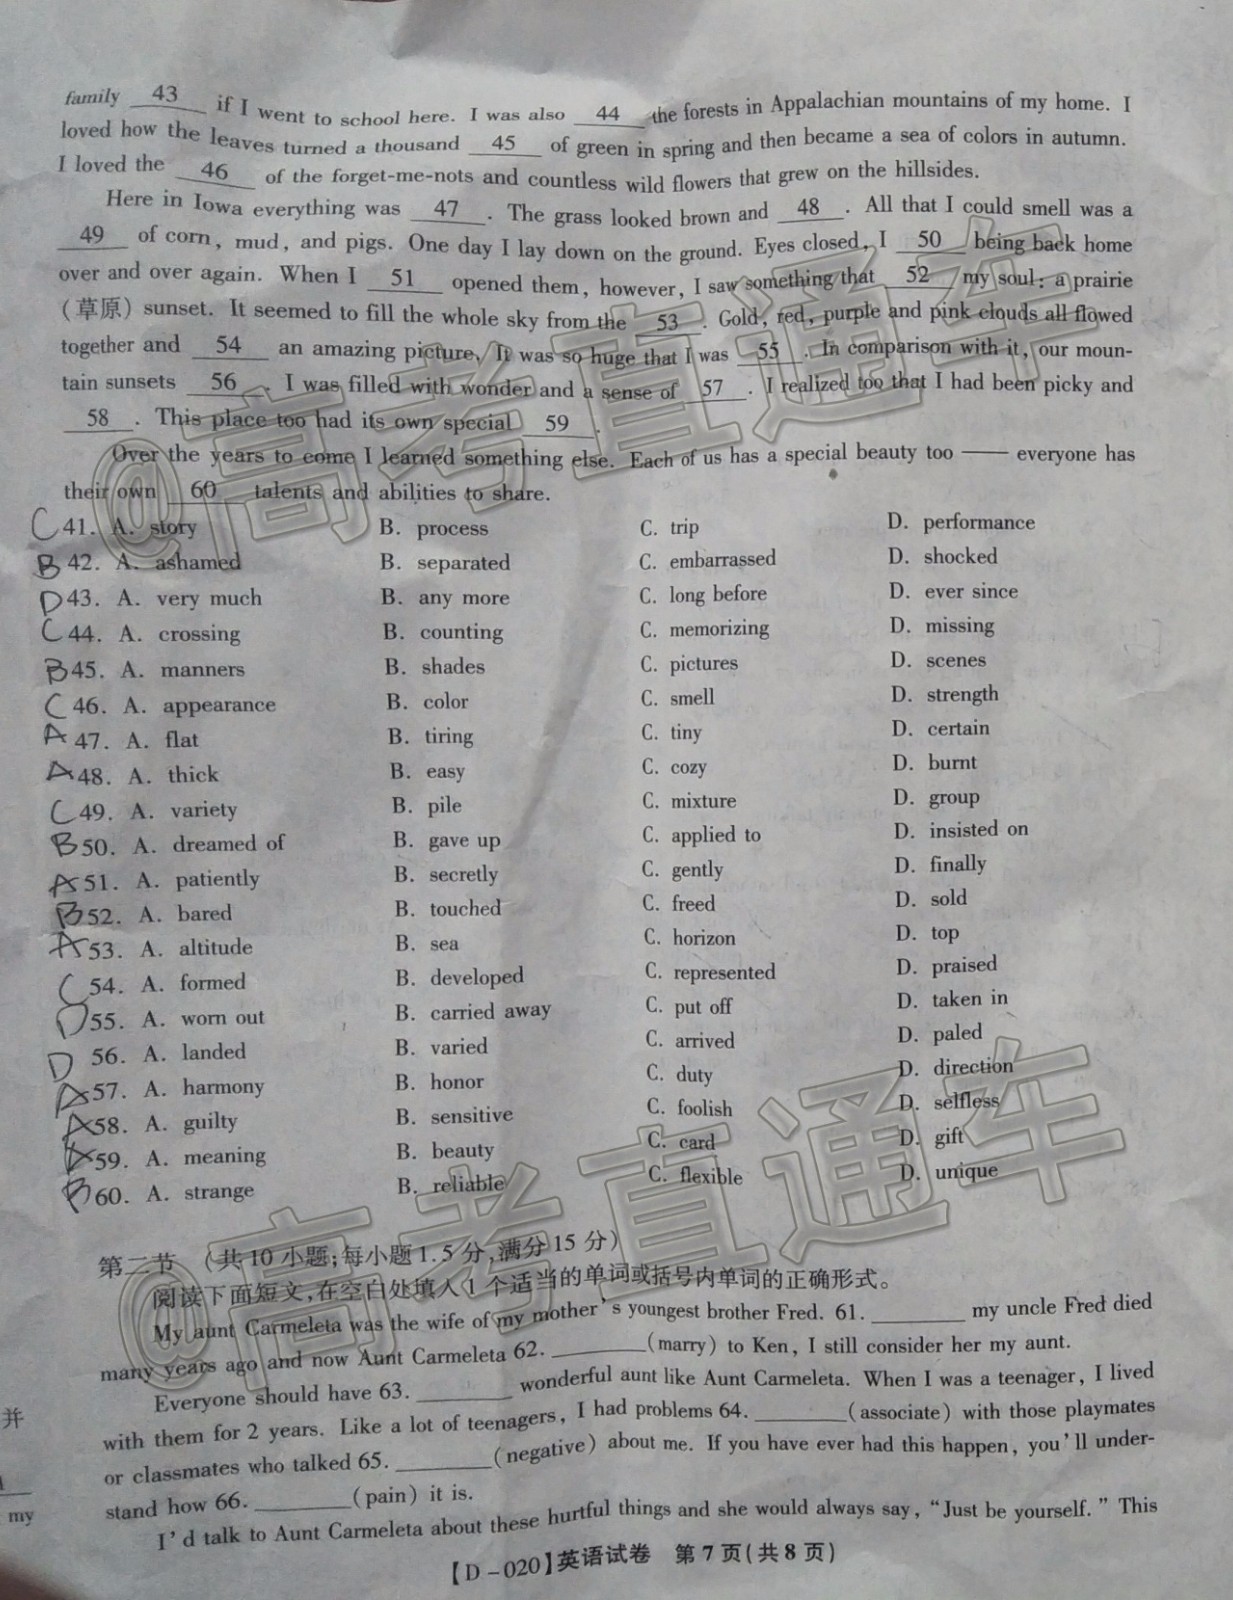 family 43 if I went to school here. I was also 44 the forests in Appalachian mountains of my home. I
loved how the leaves turned a thousand 45 of green in spring and then became a sea of colors in autumn.
I loved the 46 of the forget-me-nots and countless wild flowers that grew on the hillsides.
Here in Iowa everything was 47. The grass looked brown and 48. All that I could smell was a
49 of corn, mud, and pigs. One day I lay down on the ground. Eyes closed, I 50 being back home
over and over again. When I 51 opened them, however, I saw something that 52 my soul: a prairie
(草原) sunset. It seemed to fill the whole sky from the 53. Gold, red, purple and pink clouds all flowed
together and 54 an amazing picture. It was so huge that I was 55. In comparison with it, our moun-
tain sunsets 56. I was filled with wonder and a sense of 57. I realized too that I had been picky and
58. This place too had its own special 59.
Over the years to come I learned something else. Each of us has a special beauty too —— everyone has
their own 60 talents and abilities to share.
C 41. A. story B. process C. trip D. performance
B 42. A. ashamed B. separated C. embarrassed D. shocked
D 43. A. very much B. any more C. long before D. ever since
C 44. A. crossing B. counting C. memorizing D. missing
B 45. A. manners B. shades C. pictures D. scenes
C 46. A. appearance B. color C. smell D. strength
A 47. A. flat B. tiring C. tiny D. certain
A 48. A. thick B. easy C. cozy D. burnt
C 49. A. variety B. pile C. mixture D. group
B 50. A. dreamed of B. gave up C. applied to D. insisted on
A 51. A. patiently B. secretly C. gently D. finally
B 52. A. bared B. touched C. freed D. sold
A 53. A. altitude B. sea C. horizon D. top
C 54. A. formed B. developed C. represented D. praised
D 55. A. worn out B. carried away C. put off D. taken in
D 56. A. landed B. varied C. arrived D. paled
A 57. A. harmony B. honor C. duty D. direction
A 58. A. guilty B. sensitive C. foolish D. selfless
A 59. A. meaning B. beauty C. card D. gift
B 60. A. strange B. reliable C. flexible D. unique
第二节 (共10小题;每小题1.5分,满分15分)
阅读下面短文,在空白处填入1个适当的单词或括号内单词的正确形式。
My aunt Carmeleta was the wife of my mother's youngest brother Fred. 61. ________ my uncle Fred died
many years ago and now Aunt Carmeleta 62. ________(marry) to Ken, I still consider her my aunt.
Everyone should have 63. ________ wonderful aunt like Aunt Carmeleta. When I was a teenager, I lived
with them for 2 years. Like a lot of teenagers, I had problems 64. ________(associate) with those playmates
or classmates who talked 65. ________(negative) about me. If you have ever had this happen, you'll under-
stand how 66. ________(pain) it is.
I'd talk to Aunt Carmeleta about these hurtful things and she would always say, "Just be yourself." This
【D-020】英语试卷 第7页(共8页)
并
my
@高考直通车
@高考直通车